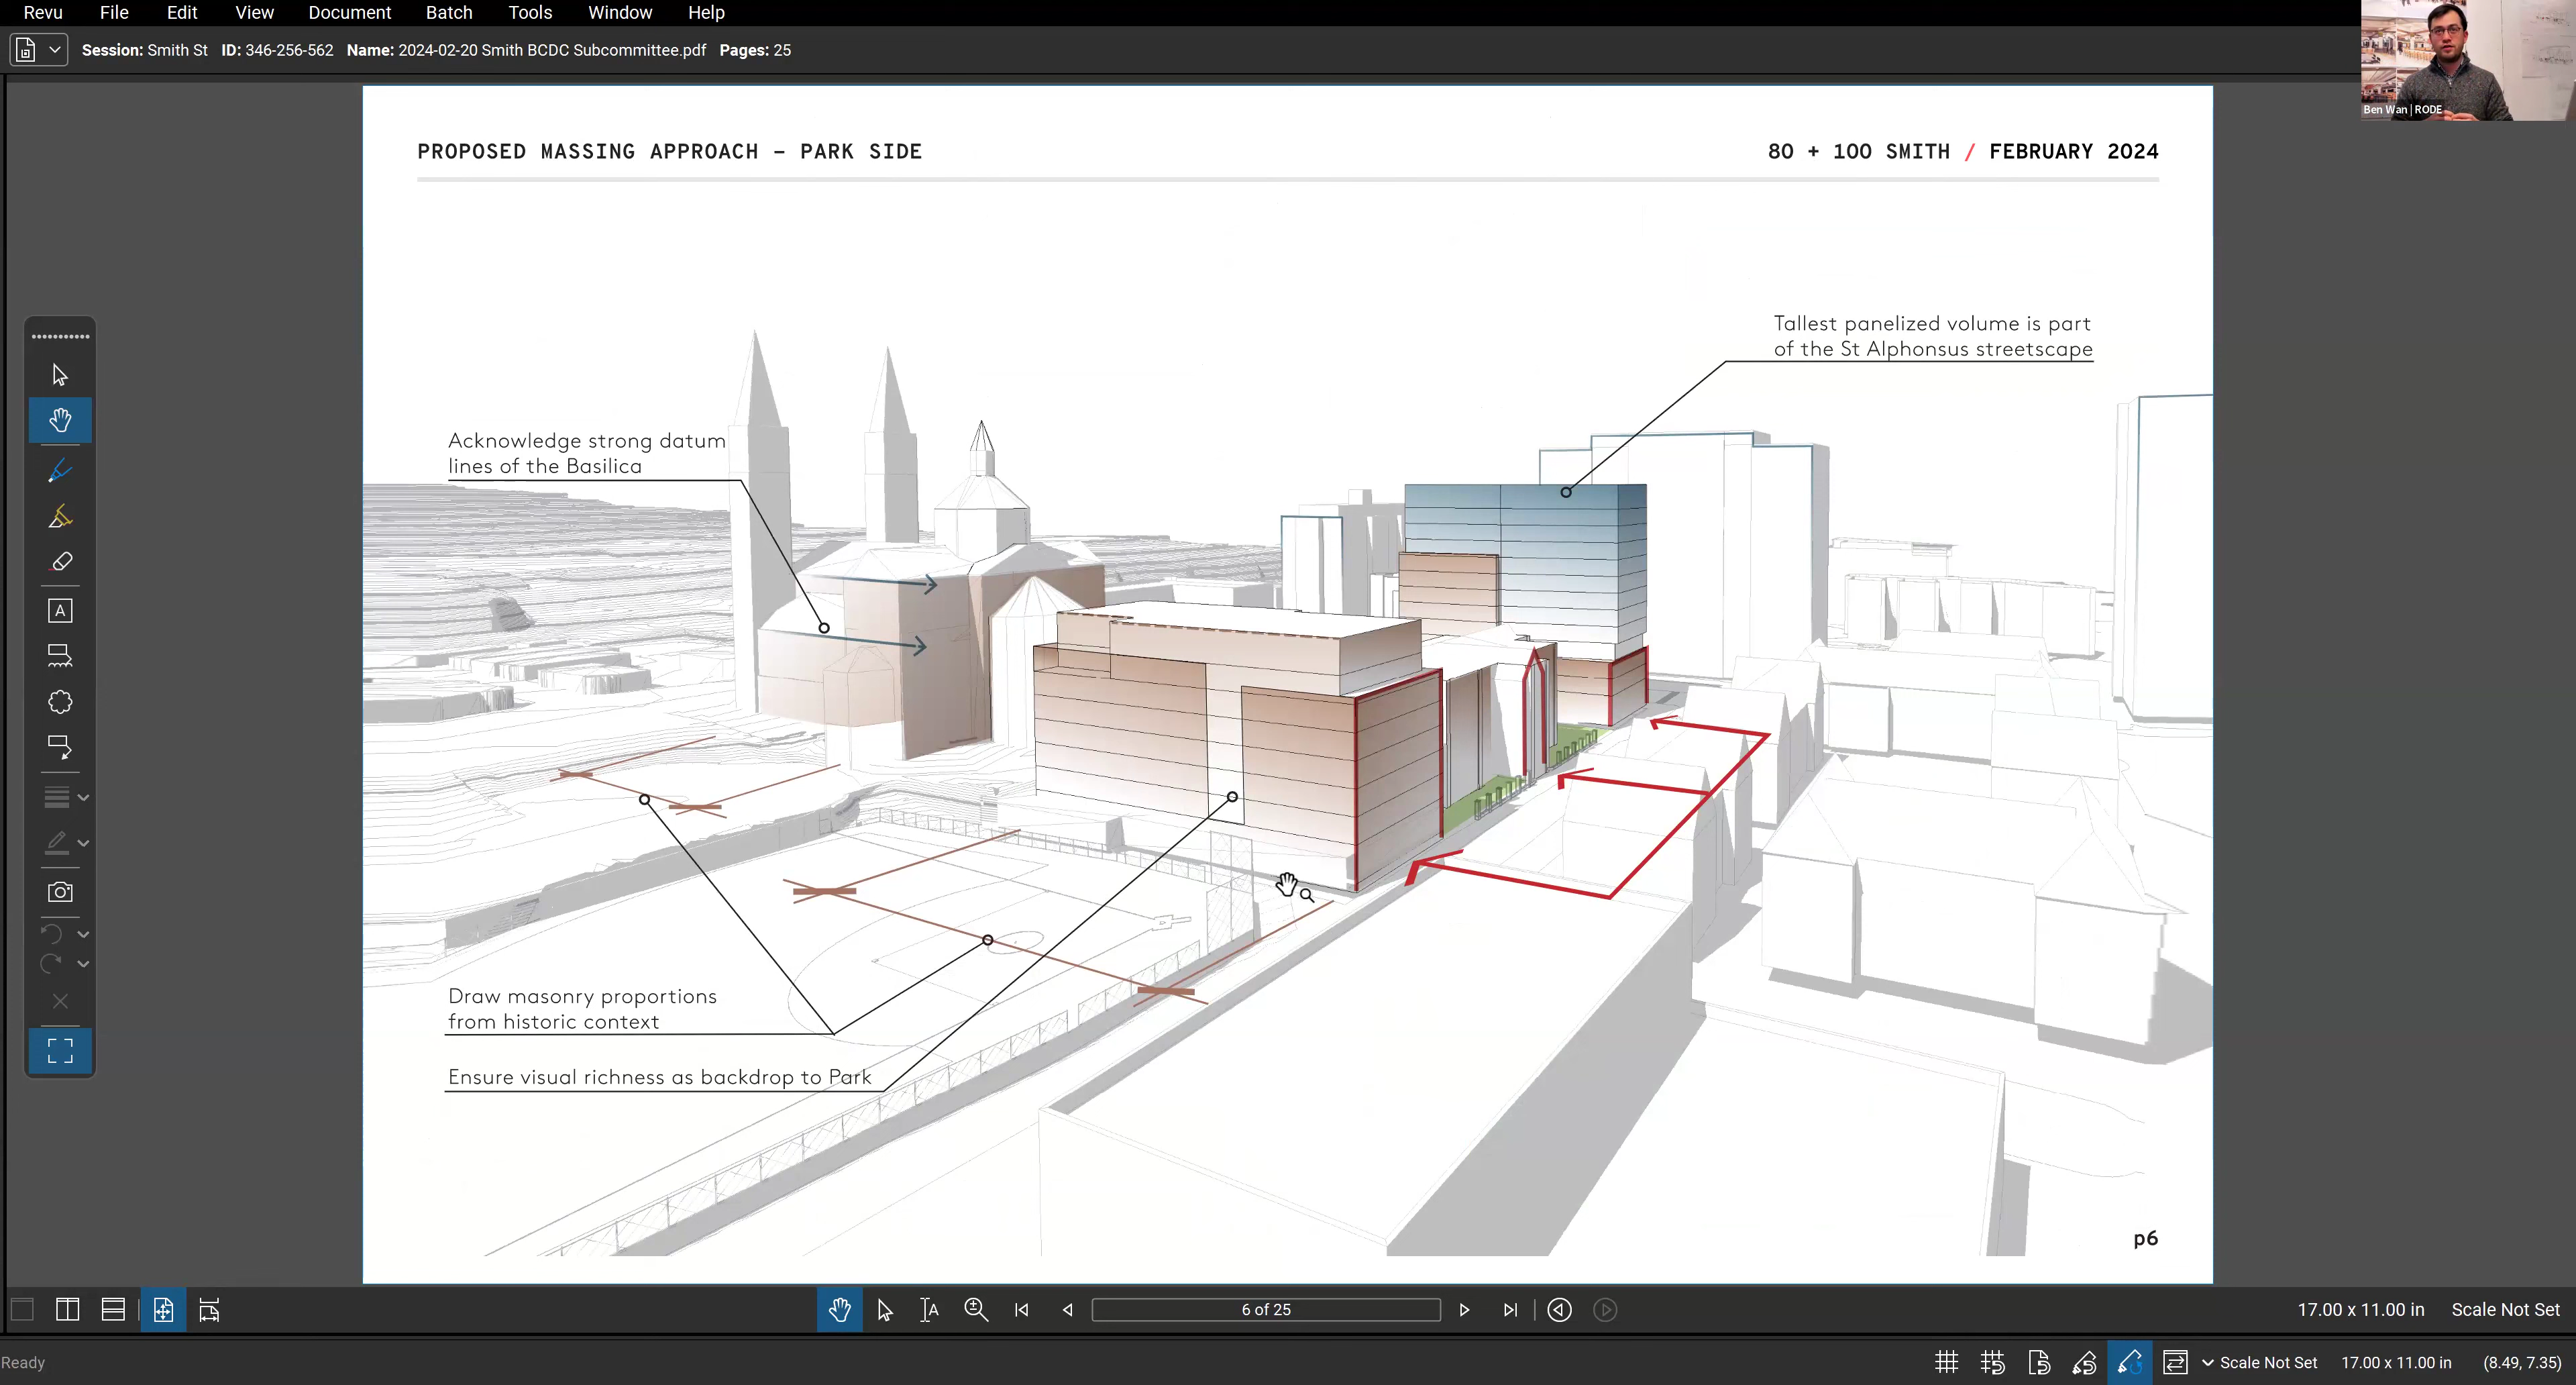 Revu File Edit View Document Batch Tools Window Help
Session: Smith St ID: 346-256-562 Name: 2024-02-20 Smith BCDC Subcommittee.pdf Pages: 25
Ben Wan | RODE
PROPOSED MASSING APPROACH – PARK SIDE
80 + 100 SMITH / FEBRUARY 2024
Tallest panelized volume is part
of the St Alphonsus streetscape
Acknowledge strong datum
lines of the Basilica
Draw masonry proportions
from historic context
Ensure visual richness as backdrop to Park
p6
6 of 25
17.00 x 11.00 in Scale Not Set
Ready
Scale Not Set 17.00 x 11.00 in (8.49, 7.35)